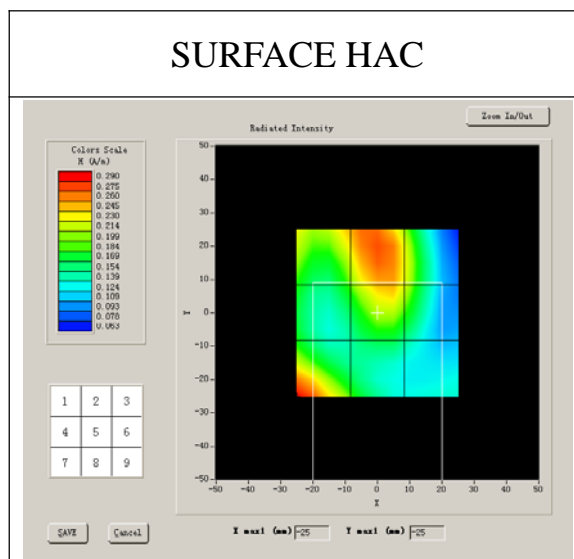 SURFACE HAC
Zoom In/Out
Radiated Intensity
Colors Scale
H (A/m)
0.290
0.275
0.260
0.245
0.230
0.214
0.199
0.184
0.169
0.154
0.139
0.124
0.109
0.093
0.078
0.063
50
40
30
20
10
0
-10
-20
-30
-40
-50
Y
-50 -40 -30 -20 -10 0 10 20 30 40 50
X
1 2 3
4 5 6
7 8 9
SAVE Cancel
X max1 (mm) -25 Y max1 (mm) -25